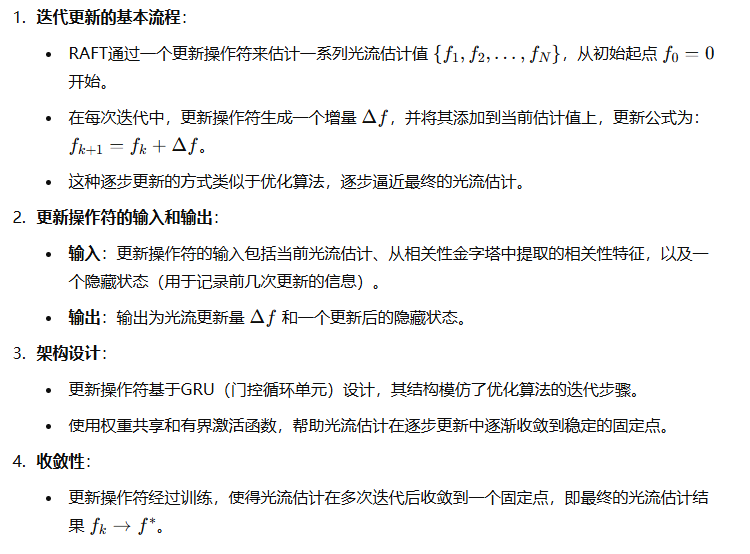 1. 迭代更新的基本流程：
• RAFT通过一个更新操作符来估计一系列光流估计值 {f₁, f₂, . . . , f_N}，从初始起点 f₀ = 0
开始。
• 在每次迭代中，更新操作符生成一个增量 Δf，并将其添加到当前估计值上，更新公式为：
f_{k+1} = f_k + Δf。
• 这种逐步更新的方式类似于优化算法，逐步逼近最终的光流估计。
2. 更新操作符的输入和输出：
• 输入：更新操作符的输入包括当前光流估计、从相关性金字塔中提取的相关性特征，以及一
个隐藏状态（用于记录前几次更新的信息）。
• 输出：输出为光流更新量 Δf 和一个更新后的隐藏状态。
3. 架构设计：
• 更新操作符基于GRU（门控循环单元）设计，其结构模仿了优化算法的迭代步骤。
• 使用权重共享和有界激活函数，帮助光流估计在逐步更新中逐渐收敛到稳定的固定点。
4. 收敛性：
• 更新操作符经过训练，使得光流估计在多次迭代后收敛到一个固定点，即最终的光流估计结
果 f_k → f*。